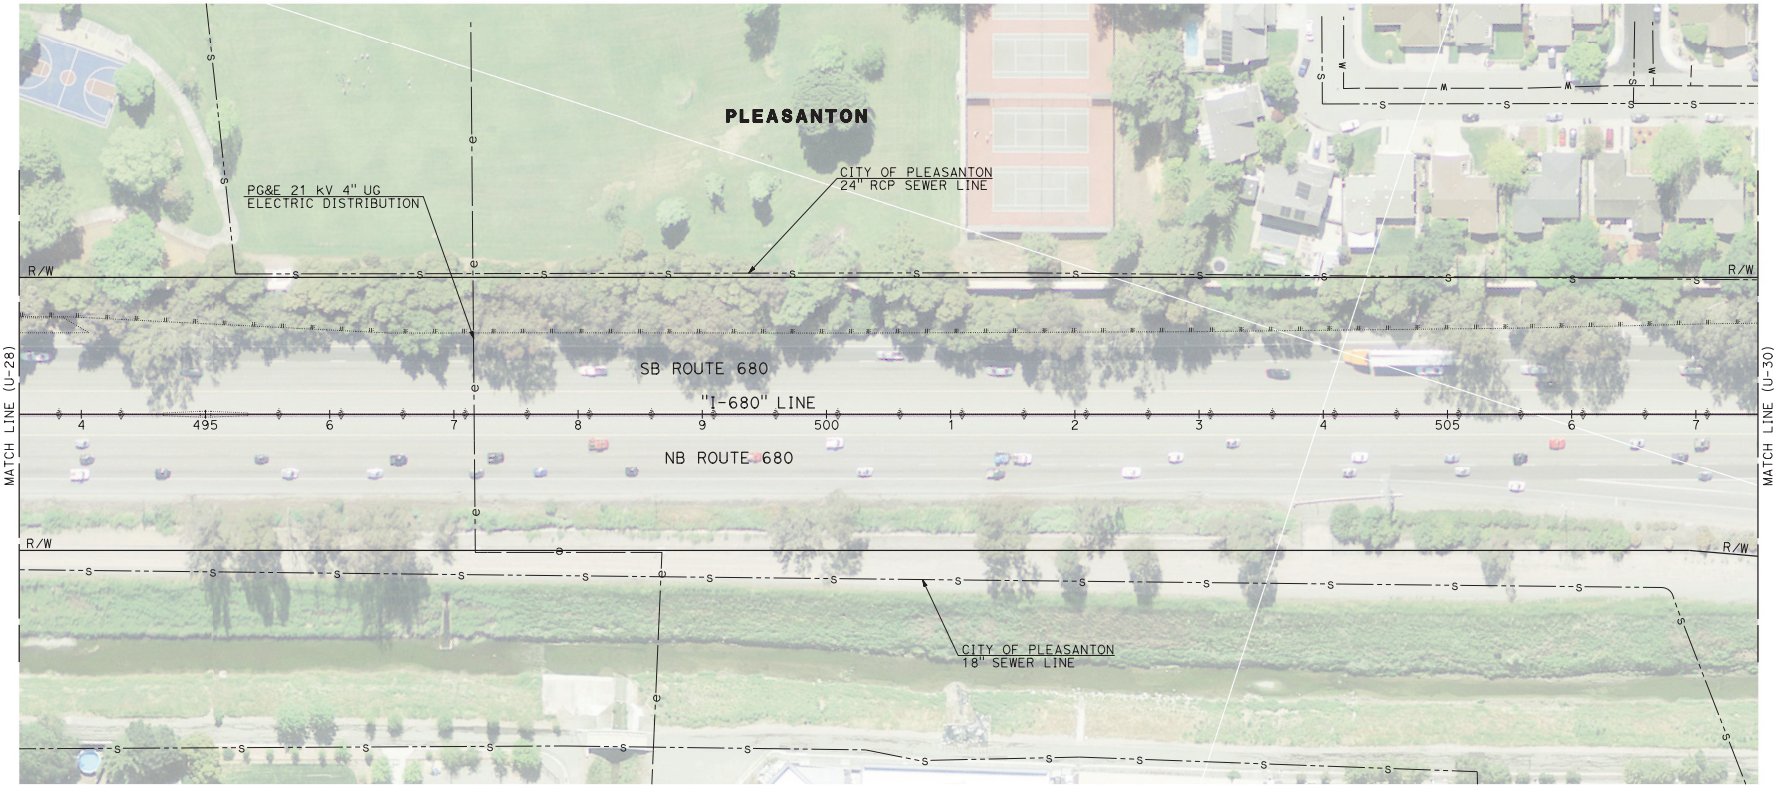 PLEASANTON
CITY OF PLEASANTON
24" RCP SEWER LINE
PG&E 21 kV 4" UG
ELECTRIC DISTRIBUTION
R/W
R/W
SB ROUTE 680
"I-680" LINE
4 495 6 7 8 9 500 1 2 3 4 505 6 7
NB ROUTE 680
MATCH LINE (U-28)
MATCH LINE (U-30)
R/W
R/W
CITY OF PLEASANTON
18" SEWER LINE